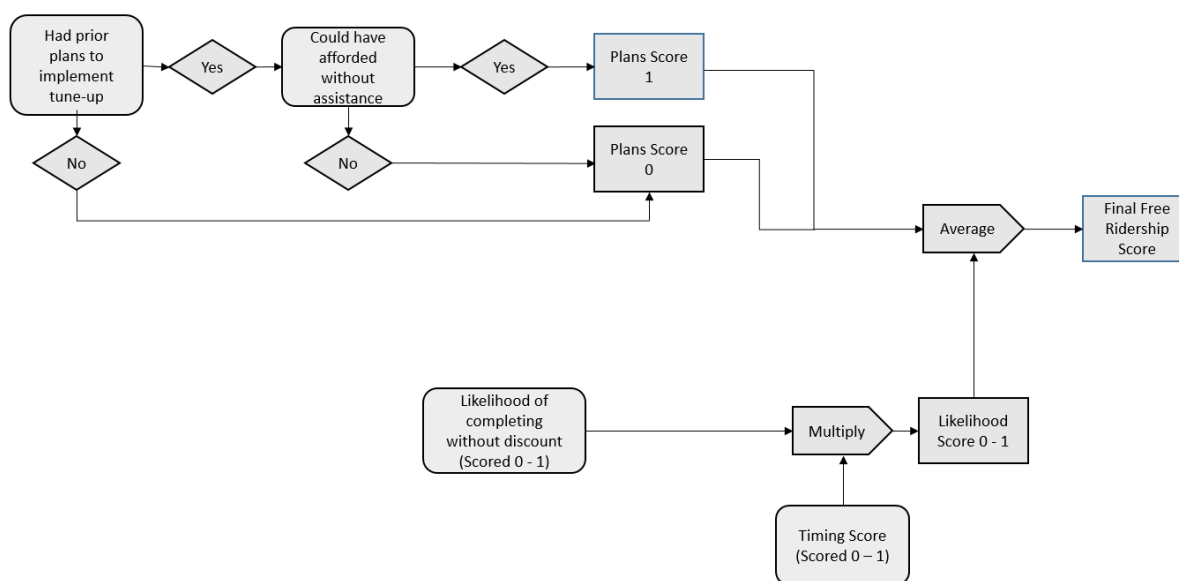 Had prior
plans to
implement
tune-up
Yes
Could have
afforded
without
assistance
Yes
Plans Score
1
No
No
Plans Score
0
Average
Final Free
Ridership
Score
Likelihood of
completing
without discount
(Scored 0 - 1)
Multiply
Likelihood
Score 0 - 1
Timing Score
(Scored 0 – 1)